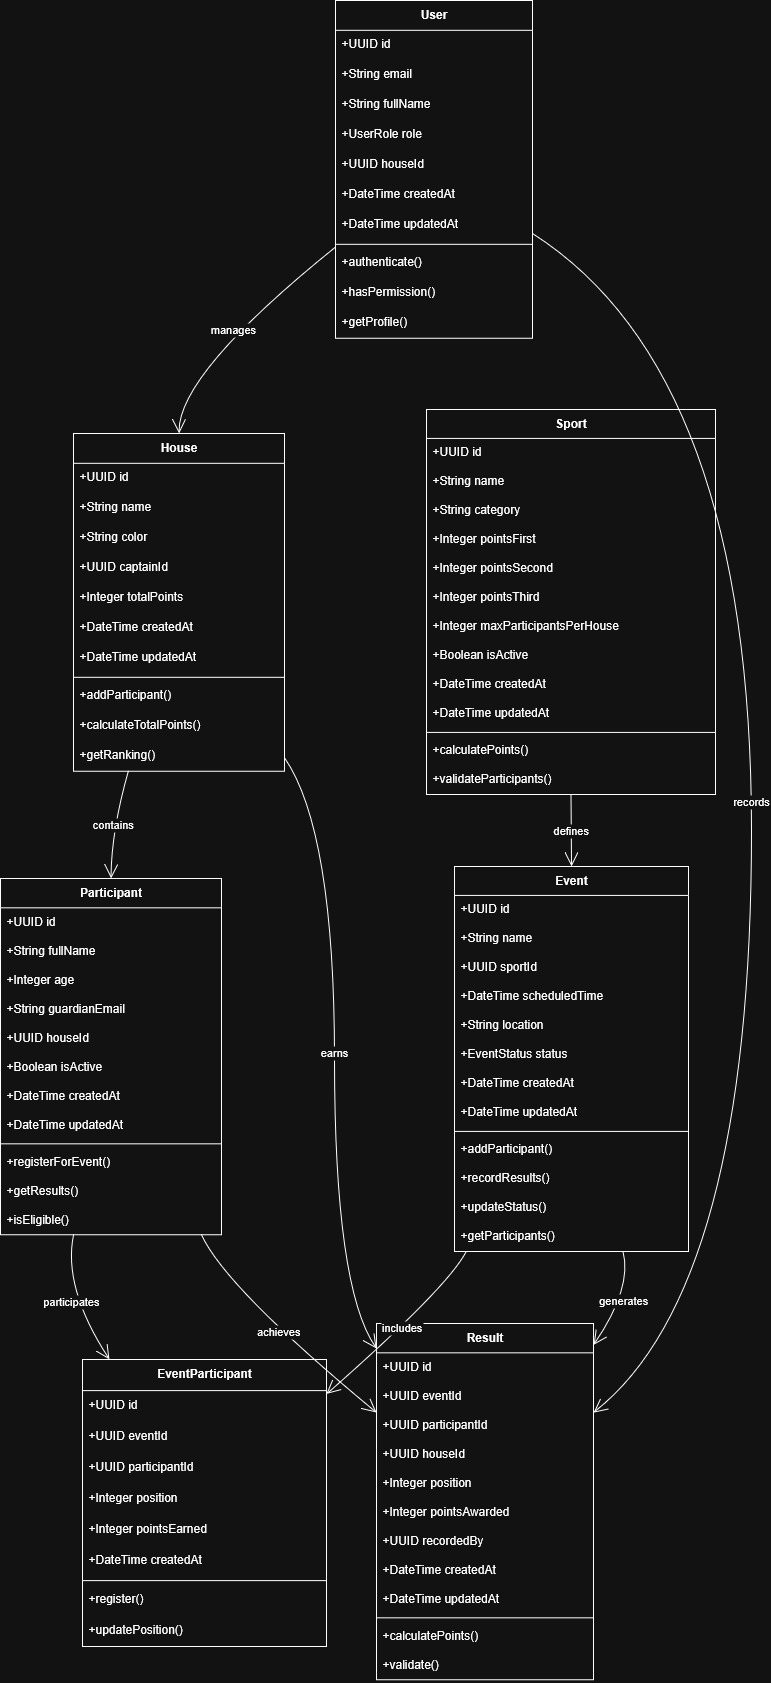 User
+UUID id
+String email
+String fullName
+UserRole role
+UUID houseId
+DateTime createdAt
+DateTime updatedAt
+authenticate()
+hasPermission()
+getProfile()
manages
House
+UUID id
+String name
+String color
+UUID captainId
+Integer totalPoints
+DateTime createdAt
+DateTime updatedAt
+addParticipant()
+calculateTotalPoints()
+getRanking()
Sport
+UUID id
+String name
+String category
+Integer pointsFirst
+Integer pointsSecond
+Integer pointsThird
+Integer maxParticipantsPerHouse
+Boolean isActive
+DateTime createdAt
+DateTime updatedAt
+calculatePoints()
+validateParticipants()
records
contains
defines
Participant
+UUID id
+String fullName
+Integer age
+String guardianEmail
+UUID houseId
+Boolean isActive
+DateTime createdAt
+DateTime updatedAt
+registerForEvent()
+getResults()
+isEligible()
earns
Event
+UUID id
+String name
+UUID sportId
+DateTime scheduledTime
+String location
+EventStatus status
+DateTime createdAt
+DateTime updatedAt
+addParticipant()
+recordResults()
+updateStatus()
+getParticipants()
participates
achieves
includes
generates
EventParticipant
+UUID id
+UUID eventId
+UUID participantId
+Integer position
+Integer pointsEarned
+DateTime createdAt
+register()
+updatePosition()
Result
+UUID id
+UUID eventId
+UUID participantId
+UUID houseId
+Integer position
+Integer pointsAwarded
+UUID recordedBy
+DateTime createdAt
+DateTime updatedAt
+calculatePoints()
+validate()